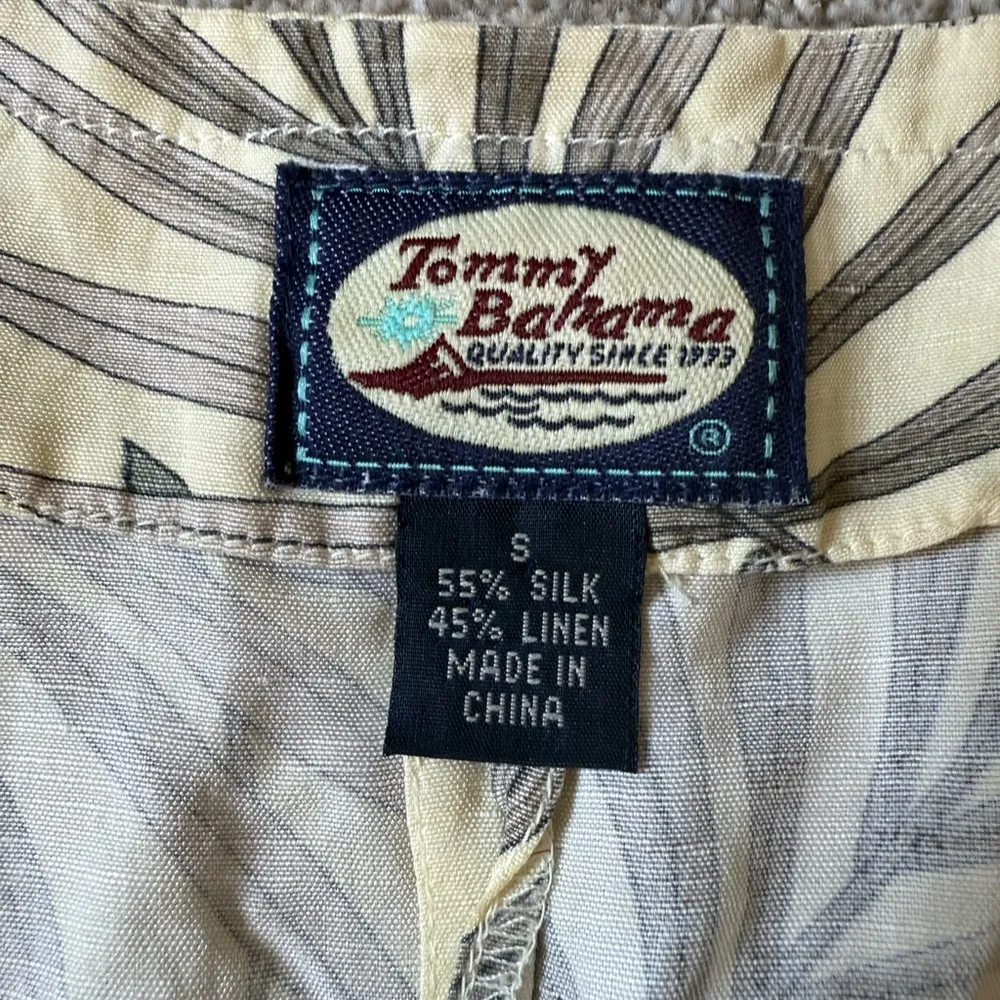 Tommy
Bahama
QUALITY SINCE 1993
®
S
55% SILK
45% LINEN
MADE IN
CHINA